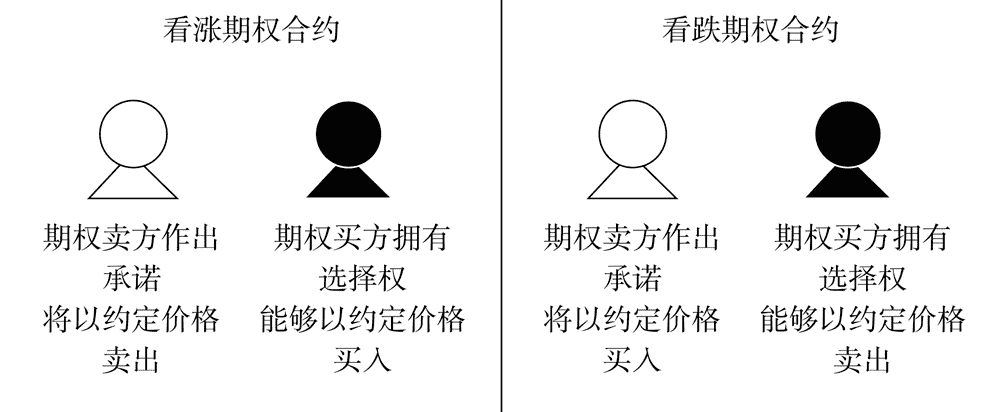 看涨期权合约
期权卖方作出
承诺
将以约定价格
卖出
期权买方拥有
选择权
能够以约定价格
买入
看跌期权合约
期权卖方作出
承诺
将以约定价格
买入
期权买方拥有
选择权
能够以约定价格
卖出